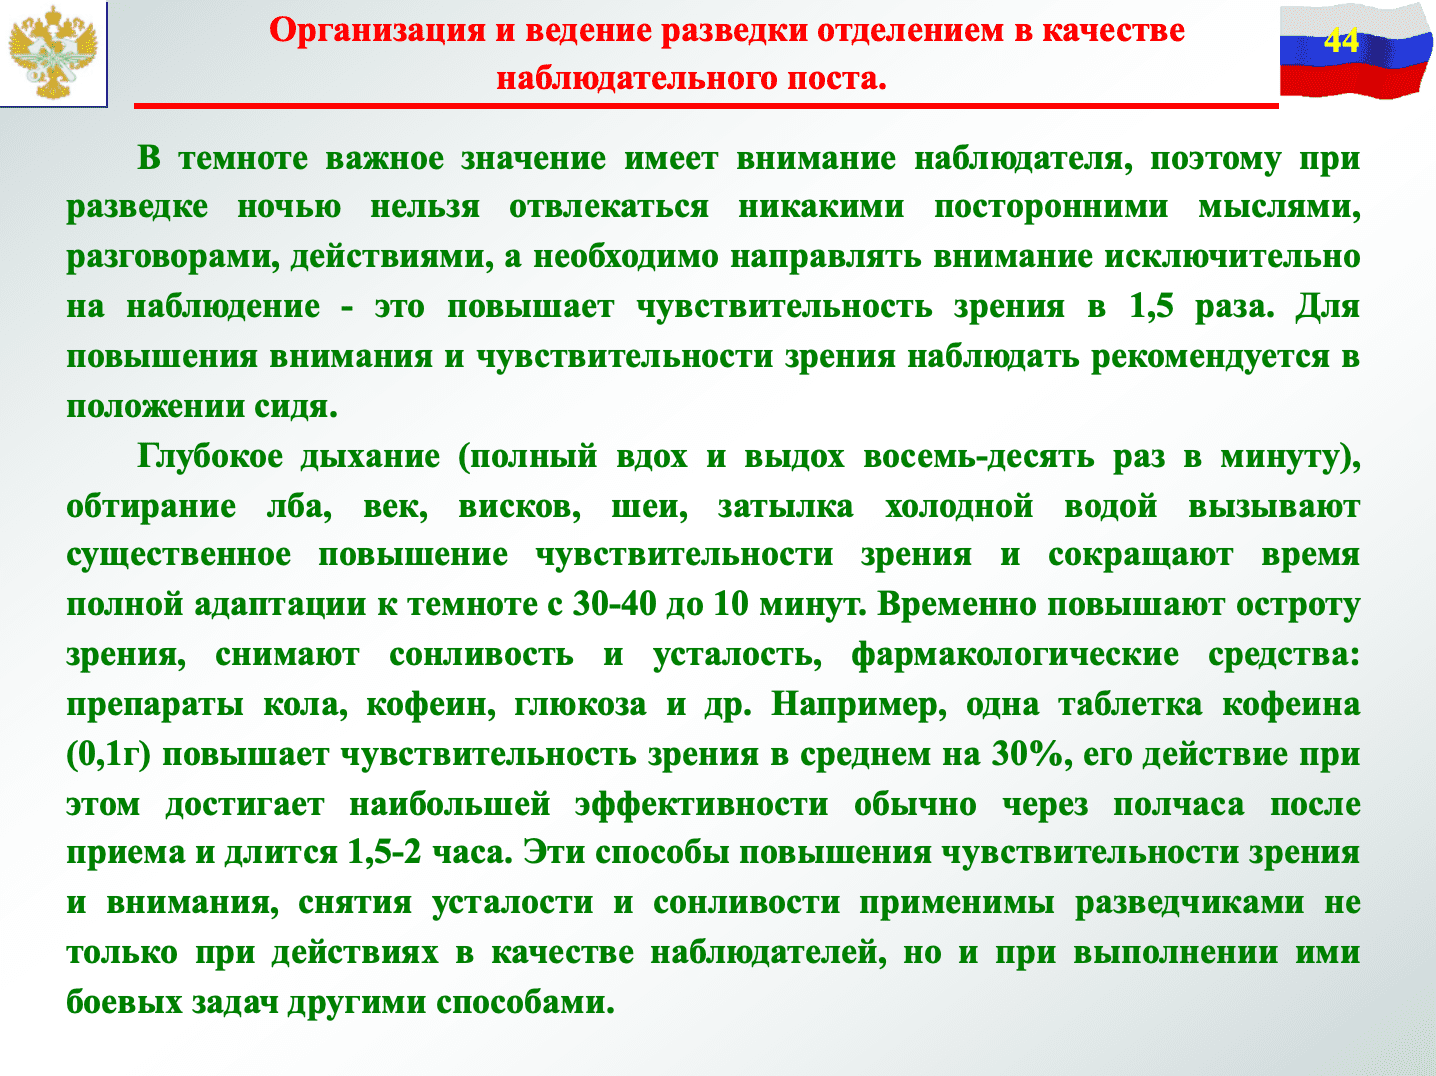 Организация и ведение разведки отделением в качестве
наблюдательного поста.
44
В темноте важное значение имеет внимание наблюдателя, поэтому при
разведке ночью нельзя отвлекаться никакими посторонними мыслями,
разговорами, действиями, а необходимо направлять внимание исключительно
на наблюдение - это повышает чувствительность зрения в 1,5 раза. Для
повышения внимания и чувствительности зрения наблюдать рекомендуется в
положении сидя.
Глубокое дыхание (полный вдох и выдох восемь-десять раз в минуту),
обтирание лба, век, висков, шеи, затылка холодной водой вызывают
существенное повышение чувствительности зрения и сокращают время
полной адаптации к темноте с 30-40 до 10 минут. Временно повышают остроту
зрения, снимают сонливость и усталость, фармакологические средства:
препараты кола, кофеин, глюкоза и др. Например, одна таблетка кофеина
(0,1г) повышает чувствительность зрения в среднем на 30%, его действие при
этом достигает наибольшей эффективности обычно через полчаса после
приема и длится 1,5-2 часа. Эти способы повышения чувствительности зрения
и внимания, снятия усталости и сонливости применимы разведчиками не
только при действиях в качестве наблюдателей, но и при выполнении ими
боевых задач другими способами.